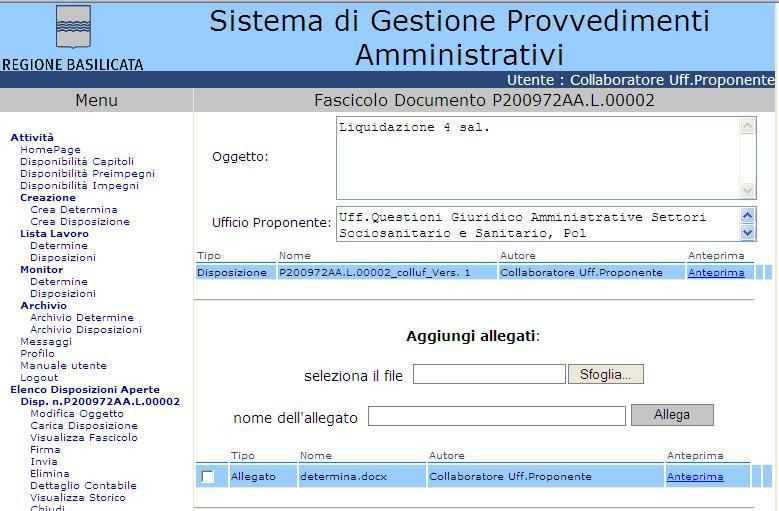 Sistema di Gestione Provvedimenti
Amministrativi
REGIONE BASILICATA
Utente : Collaboratore Uff.Proponente
Menu
Fascicolo Documento P200972AA.L.00002
Attività
HomePage
Disponibilità Capitoli
Disponibilità Preimpegni
Disponibilità Impegni
Creazione
Crea Determina
Crea Disposizione
Lista Lavoro
Determine
Disposizioni
Monitor
Determine
Disposizioni
Archivio
Archivio Determine
Archivio Disposizioni
Messaggi
Profilo
Manuale utente
Logout
Elenco Disposizioni Aperte
Disp. n.P200972AA.L.00002
Modifica Oggetto
Carica Disposizione
Visualizza Fascicolo
Firma
Invia
Elimina
Dettaglio Contabile
Visualizza Storico
Chiudi
Oggetto:
Liquidazione 4 sal.
Ufficio Proponente:
Uff.Questioni Giuridico Amministrative Settori
Sociosanitario e Sanitario, Pol
Tipo Nome Autore Anteprima
Disposizione P200972AA.L.00002_colluf_Vers. 1 Collaboratore Uff.Proponente Anteprima
Aggiungi allegati:
seleziona il file Sfoglia...
nome dell'allegato Allega
Tipo Nome Autore Anteprima
Allegato determina.docx Collaboratore Uff.Proponente Anteprima